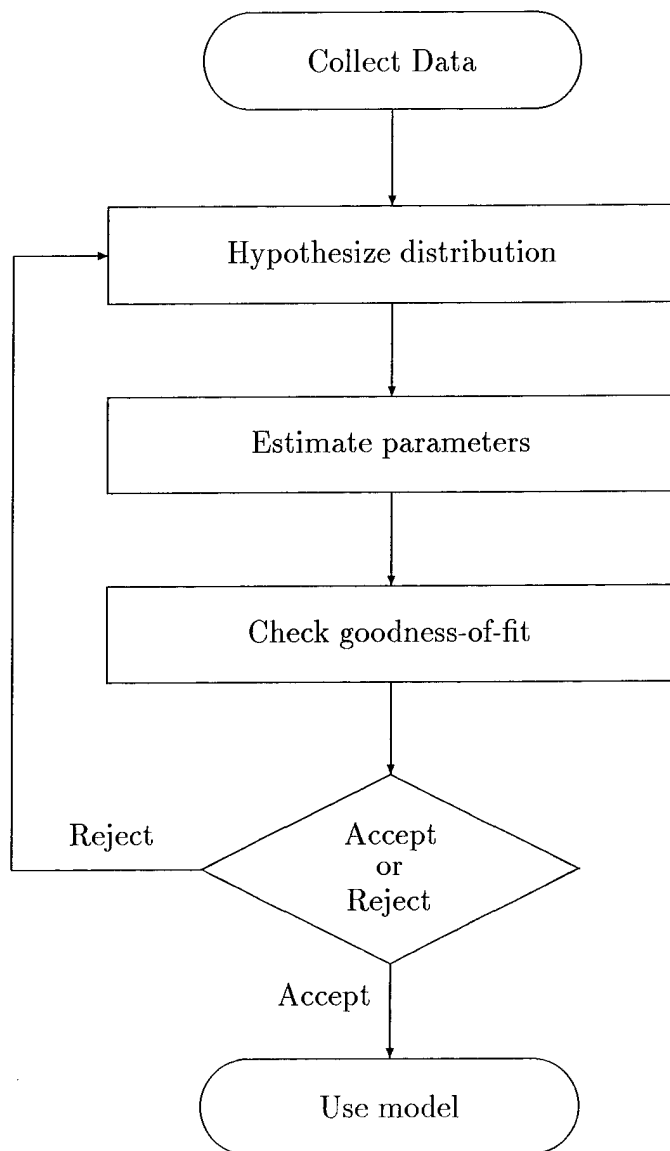 Collect Data
Hypothesize distribution
Estimate parameters
Check goodness-of-fit
Reject
Accept
or
Reject
Accept
Use model